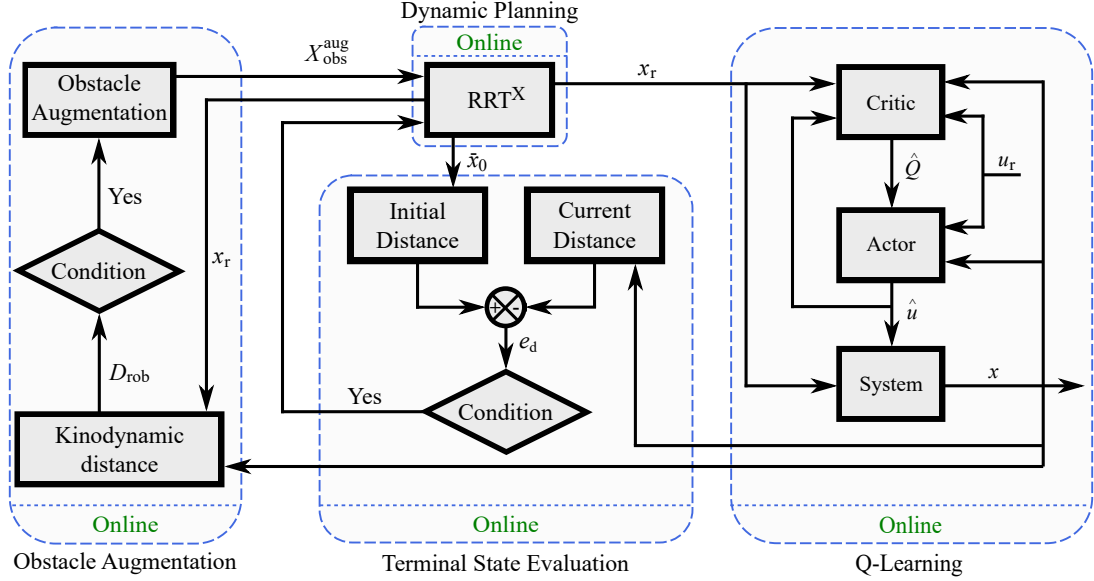 Dynamic Planning
Online
RRT^X
X_obs^aug
x_r
x̄_0
Obstacle
Augmentation
Yes
Condition
D_rob
Kinodynamic
distance
x_r
Online
Obstacle Augmentation
Initial
Distance
Current
Distance
+
-
e_d
Yes
Condition
Online
Terminal State Evaluation
Critic
Q̂
u_r
Actor
û
System
x
Online
Q-Learning